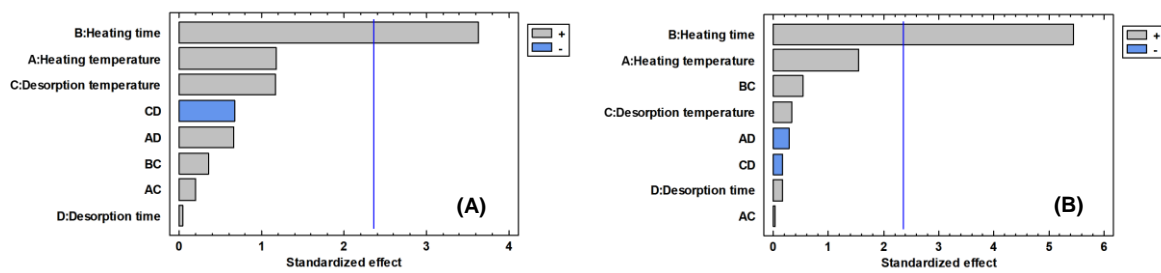 B:Heating time
A:Heating temperature
C:Desorption temperature
CD
AD
BC
AC
D:Desorption time
0 1 2 3 4
Standardized effect
+
-
(A)
B:Heating time
A:Heating temperature
BC
C:Desorption temperature
AD
CD
D:Desorption time
AC
0 1 2 3 4 5 6
Standardized effect
+
-
(B)